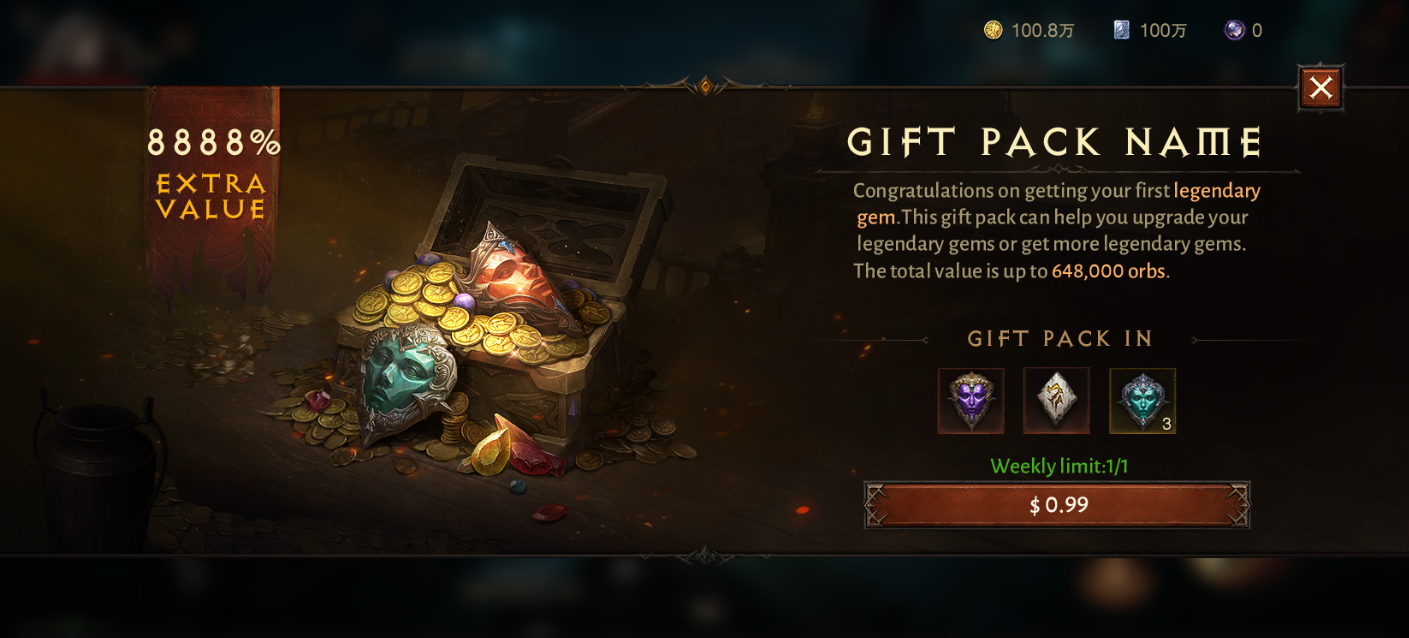 100.8万 100万 0
8888%
EXTRA
VALUE
GIFT PACK NAME
Congratulations on getting your first legendary
gem.This gift pack can help you upgrade your
legendary gems or get more legendary gems.
The total value is up to 648,000 orbs.
GIFT PACK IN
3
Weekly limit:1/1
$ 0.99